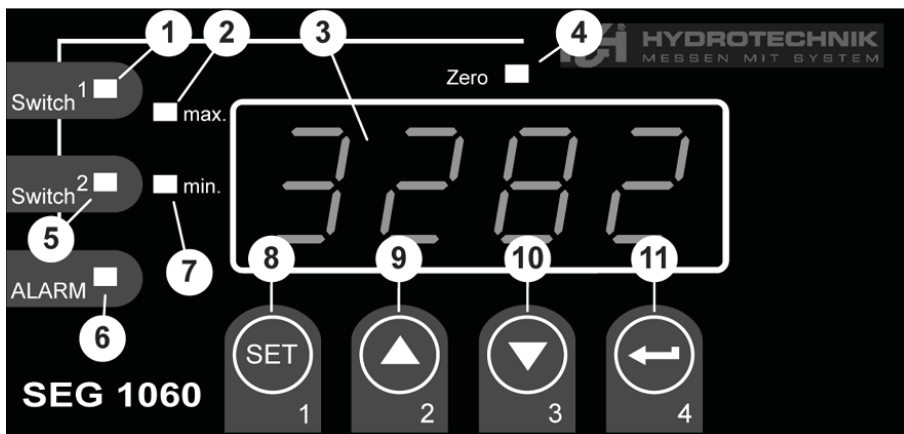 1
2
3
4
HYDROTECHNIK
MESSEN MIT SYSTEM
Zero
Switch 1
max.
3282
Switch 2
min.
5
7
8
9
10
11
ALARM
6
SET
SEG 1060
1
2
3
4